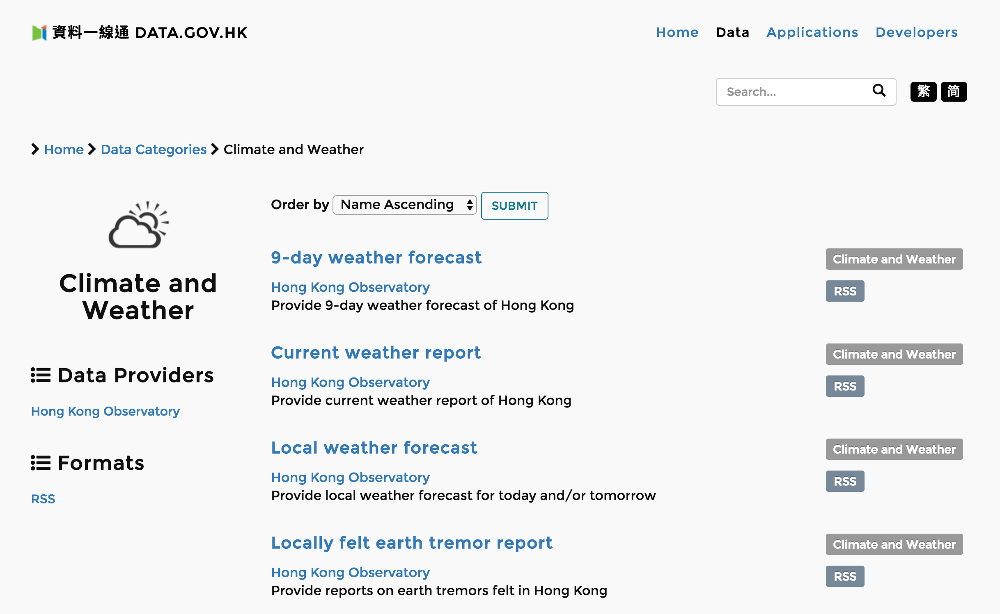 資料一線通 DATA.GOV.HK
Home Data Applications Developers
Search...
繁 简
Home Data Categories Climate and Weather
Climate and
Weather
Data Providers
Hong Kong Observatory
Formats
RSS
Order by Name Ascending SUBMIT
9-day weather forecast
Climate and Weather
Hong Kong Observatory
RSS
Provide 9-day weather forecast of Hong Kong
Current weather report
Climate and Weather
Hong Kong Observatory
RSS
Provide current weather report of Hong Kong
Local weather forecast
Climate and Weather
Hong Kong Observatory
RSS
Provide local weather forecast for today and/or tomorrow
Locally felt earth tremor report
Climate and Weather
Hong Kong Observatory
RSS
Provide reports on earth tremors felt in Hong Kong